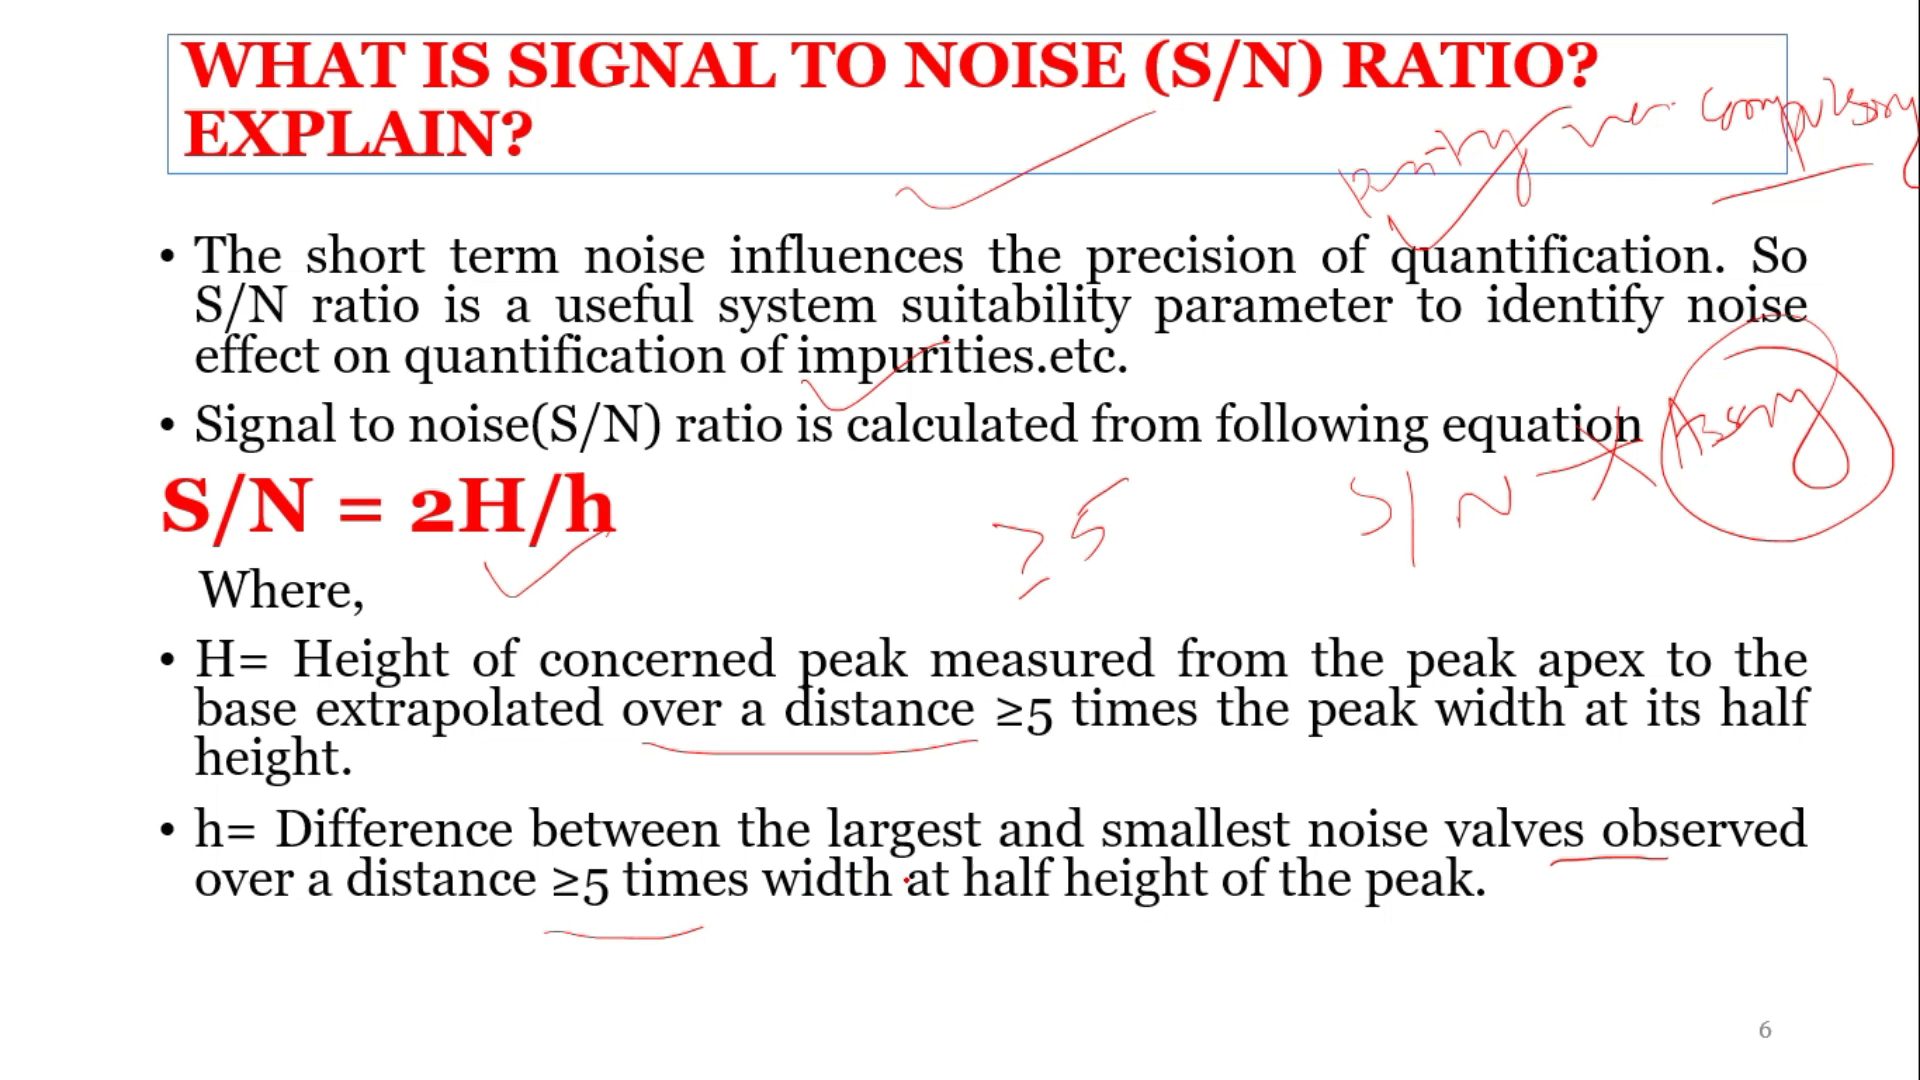 WHAT IS SIGNAL TO NOISE (S/N) RATIO?
EXPLAIN?
compulsory
• The short term noise influences the precision of quantification. So
S/N ratio is a useful system suitability parameter to identify noise
effect on quantification of impurities.etc.
• Signal to noise(S/N) ratio is calculated from following equation
Assay
S/N = 2H/h
≥5
S/N
Where,
• H= Height of concerned peak measured from the peak apex to the
base extrapolated over a distance ≥5 times the peak width at its half
height.
• h= Difference between the largest and smallest noise valves observed
over a distance ≥5 times width at half height of the peak.
6